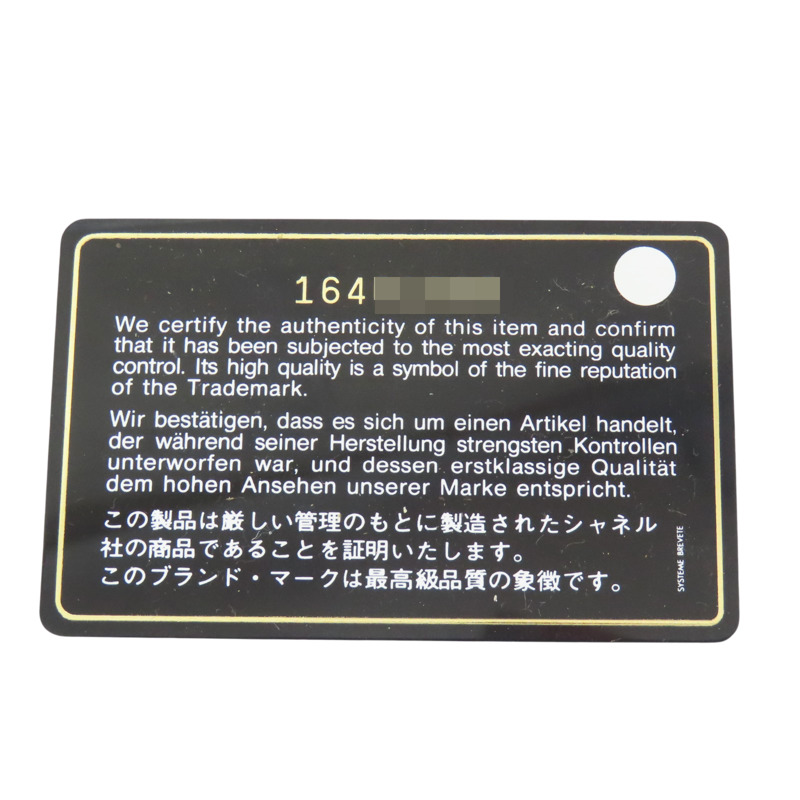 164
We certify the authenticity of this item and confirm
that it has been subjected to the most exacting quality
control. Its high quality is a symbol of the fine reputation
of the Trademark.
Wir bestätigen, dass es sich um einen Artikel handelt,
der während seiner Herstellung strengsten Kontrollen
unterworfen war, und dessen erstklassige Qualität
dem hohen Ansehen unserer Marke entspricht.
この製品は厳しい管理のもとに製造されたシャネル
社の商品であることを証明いたします。
このブランド・マークは最高級品質の象徴です。
SYSTEME BREVETE